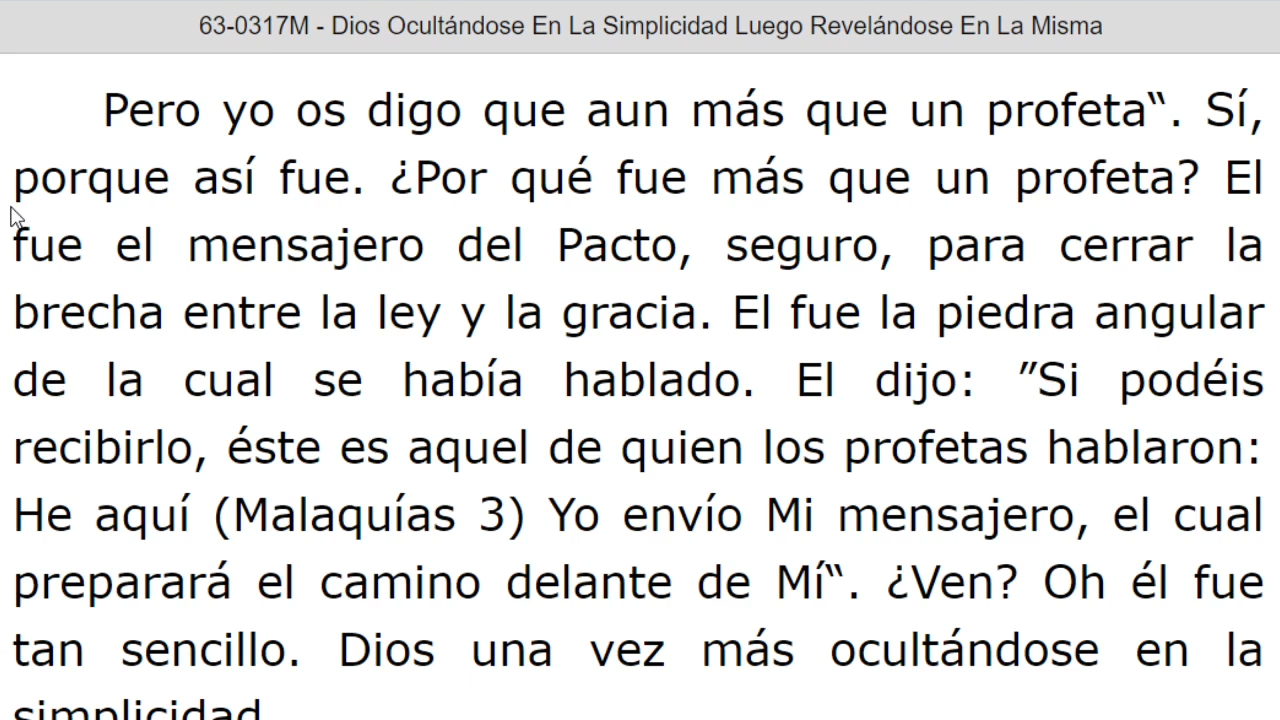 63-0317M - Dios Ocultándose En La Simplicidad Luego Revelándose En La Misma
Pero yo os digo que aun más que un profeta‟. Sí,
porque así fue. ¿Por qué fue más que un profeta? El
fue el mensajero del Pacto, seguro, para cerrar la
brecha entre la ley y la gracia. El fue la piedra angular
de la cual se había hablado. El dijo: ”Si podéis
recibirlo, éste es aquel de quien los profetas hablaron:
He aquí (Malaquías 3) Yo envío Mi mensajero, el cual
preparará el camino delante de Mí‟. ¿Ven? Oh él fue
tan sencillo. Dios una vez más ocultándose en la
simplicidad